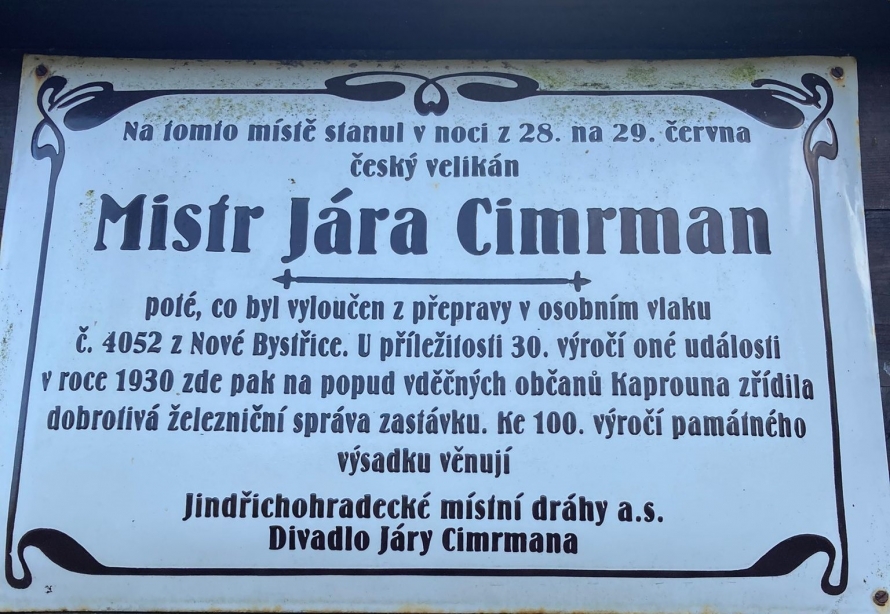 Na tomto místě stanul v noci z 28. na 29. června
český velikán
Mistr Jára Cimrman
poté, co byl vyloučen z přepravy v osobním vlaku
č. 4052 z Nové Bystřice. U příležitosti 30. výročí oné události
v roce 1930 zde pak na popud vděčných občanů Kaprouna zřídila
dobrotivá železniční správa zastávku. Ke 100. výročí památného
výsadku věnují
Jindřichohradecké místní dráhy a.s.
Divadlo Járy Cimrmana